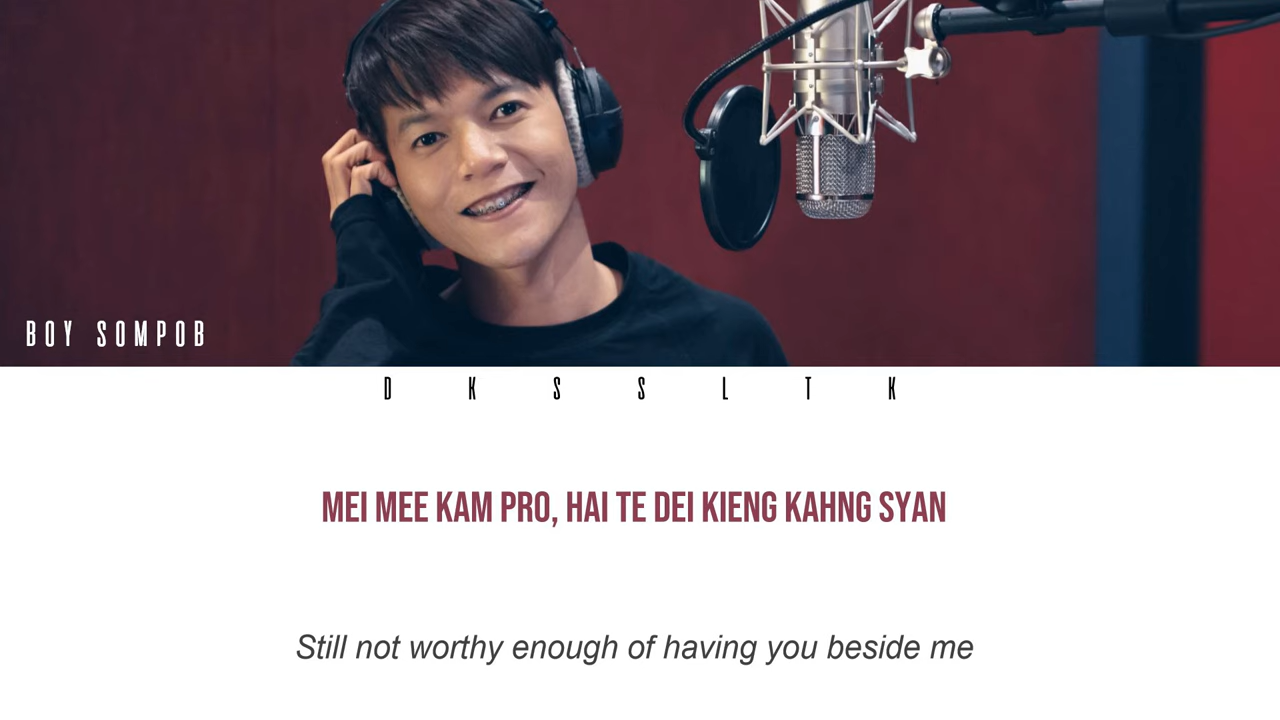 BOY SOMPOB
D K S S L T K
MEI MEE KAM PRO, HAI TE DEI KIENG KAHNG SYAN
Still not worthy enough of having you beside me